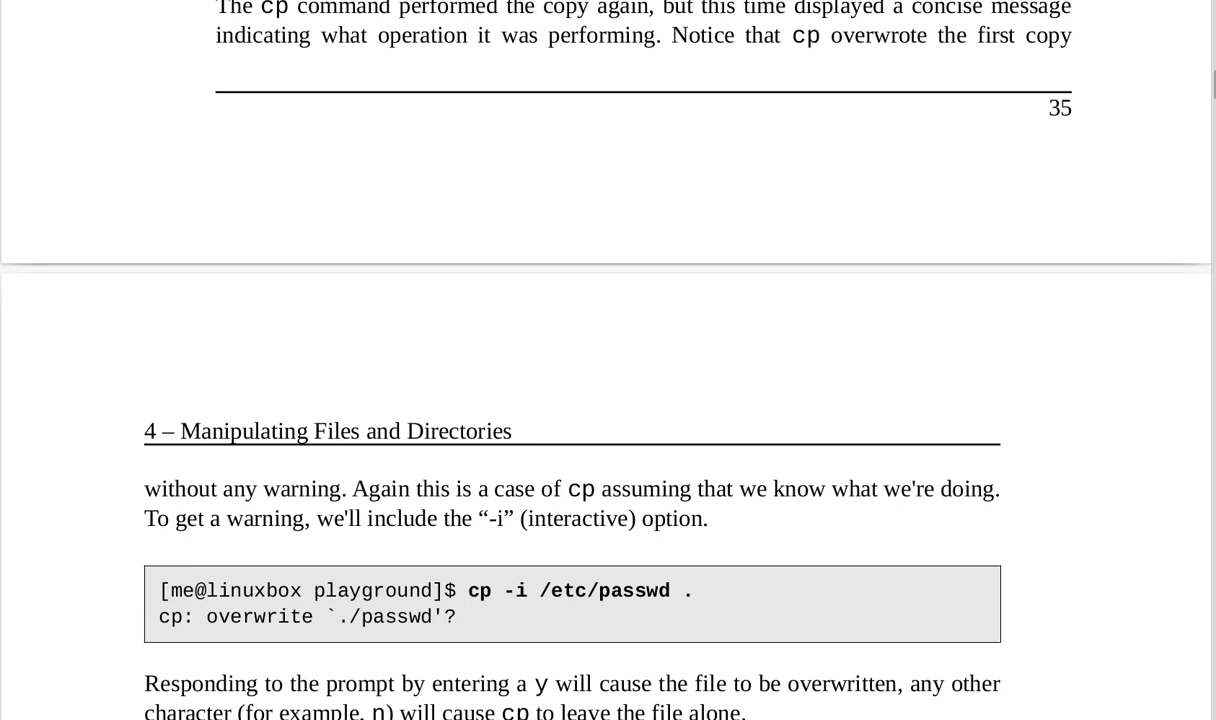 The cp command performed the copy again, but this time displayed a concise message
indicating what operation it was performing. Notice that cp overwrote the first copy
35
4 – Manipulating Files and Directories
without any warning. Again this is a case of cp assuming that we know what we're doing.
To get a warning, we'll include the “-i” (interactive) option.
[me@linuxbox playground]$ cp -i /etc/passwd .
cp: overwrite `./passwd'?
Responding to the prompt by entering a y will cause the file to be overwritten, any other
character (for example, n) will cause cp to leave the file alone.